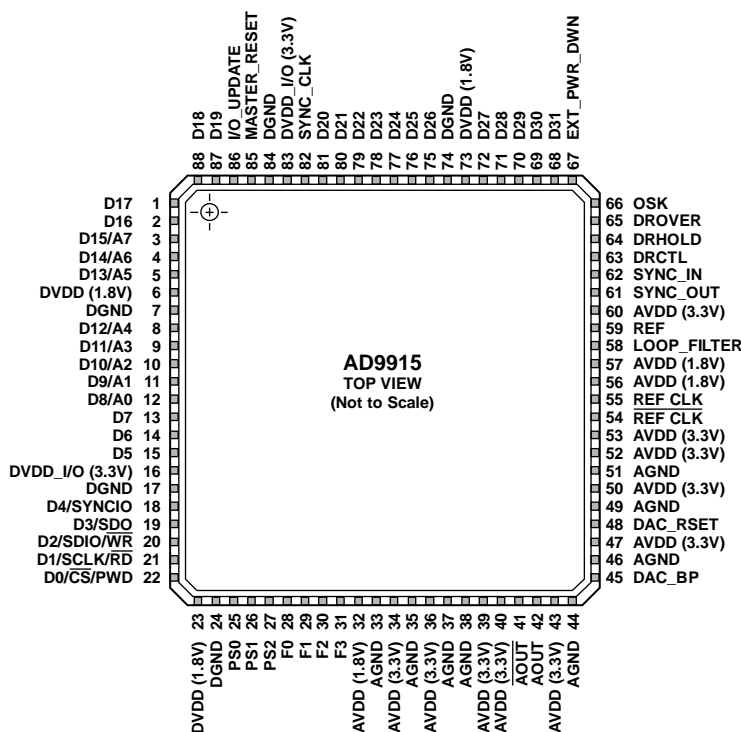 88 D18
87 D19
86 I/O_UPDATE
85 MASTER_RESET
84 DGND
83 DVDD_I/O (3.3V)
82 SYNC_CLK
81 D20
80 D21
79 D22
78 D23
77 D24
76 D25
75 D26
74 DGND
73 DVDD (1.8V)
72 D27
71 D28
70 D29
69 D30
68 D31
67 EXT_PWR_DWN
D17 1
D16 2
D15/A7 3
D14/A6 4
D13/A5 5
DVDD (1.8V) 6
DGND 7
D12/A4 8
D11/A3 9
D10/A2 10
D9/A1 11
D8/A0 12
D7 13
D6 14
D5 15
DVDD_I/O (3.3V) 16
DGND 17
D4/SYNCIO 18
D3/SDO 19
D2/SDIO/WR 20
D1/SCLK/RD 21
D0/CS/PWD 22
AD9915
TOP VIEW
(Not to Scale)
66 OSK
65 DROVER
64 DRHOLD
63 DRCTL
62 SYNC_IN
61 SYNC_OUT
60 AVDD (3.3V)
59 REF
58 LOOP_FILTER
57 AVDD (1.8V)
56 AVDD (1.8V)
55 REF CLK
54 REF CLK
53 AVDD (3.3V)
52 AVDD (3.3V)
51 AGND
50 AVDD (3.3V)
49 AGND
48 DAC_RSET
47 AVDD (3.3V)
46 AGND
45 DAC_BP
DVDD (1.8V) 23
DGND 24
PS0 25
PS1 26
PS2 27
F0 28
F1 29
F2 30
F3 31
AVDD (1.8V) 32
AGND 33
AVDD (3.3V) 34
AGND 35
AVDD (3.3V) 36
AGND 37
AGND 38
AVDD (3.3V) 39
AVDD (3.3V) 40
AOUT 41
AOUT 42
AVDD (3.3V) 43
AGND 44